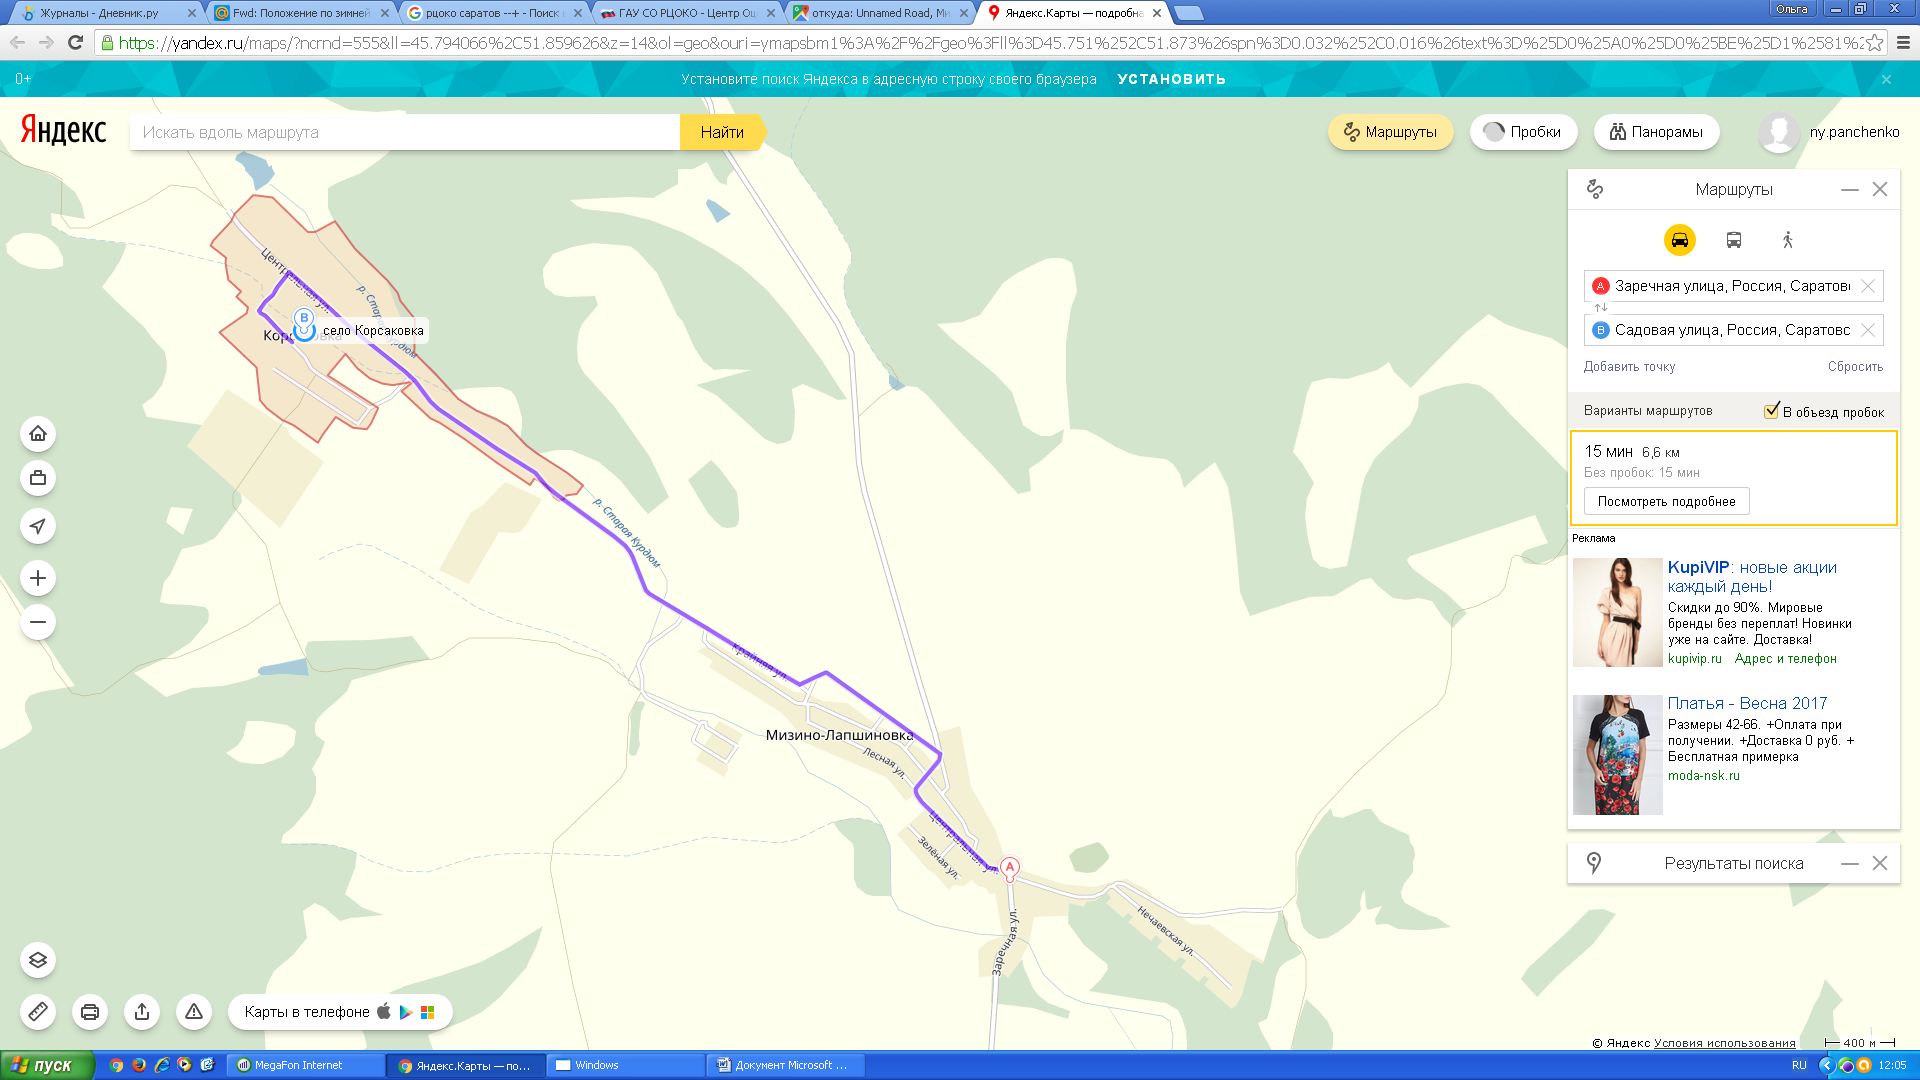 Журналы - Дневник.ру
Fwd: Положение по зимней
рцоко саратов --+ - Поиск
ГАУ СО РЦОКО - Центр Оц
откуда: Unnamed Road, Ми
Яндекс.Карты — подробна
Ольга
https://yandex.ru/maps/?ncrnd=555&ll=45.794066%2C51.859626&z=14&ol=geo&ouri=ymapsbm1%3A%2F%2Fgeo%3Fll%3D45.751%252C51.873%26spn%3D0.032%252C0.016%26text%3D%25D0%25A0%25D0%25BE%25D1%2581%2
0+
Установите поиск Яндекса в адресную строку своего браузера УСТАНОВИТЬ
Яндекс
Искать вдоль маршрута
Найти
Маршруты
Пробки
Панорамы
ny.panchenko
Маршруты
A Заречная улица, Россия, Саратов
B Садовая улица, Россия, Саратовс
Добавить точку
Сбросить
Варианты маршрутов
В объезд пробок
15 мин 6,6 км
Без пробок: 15 мин
Посмотреть подробнее
Реклама
KupiVIP: новые акции
каждый день!
Скидки до 90%. Мировые
бренды без переплат! Новинки
уже на сайте. Доставка!
kupivip.ru Адрес и телефон
Платья - Весна 2017
Размеры 42-66. +Оплата при
получении. +Доставка 0 руб. +
Бесплатная примерка
moda-nsk.ru
Результаты поиска
Центральная ул.
р. Старая Курдюм
B
село Корсаковка
р. Старая Курдюм
Крайняя ул.
Мизино-Лапшиновка
Лесная ул.
Центральная ул.
Зелёная ул.
A
Заречная ул.
Нечаевская ул.
Карты в телефоне
© Яндекс Условия использования
400 м
пуск
MegaFon Internet
Яндекс.Карты — по...
Windows
Документ Microsoft ...
RU
12:05